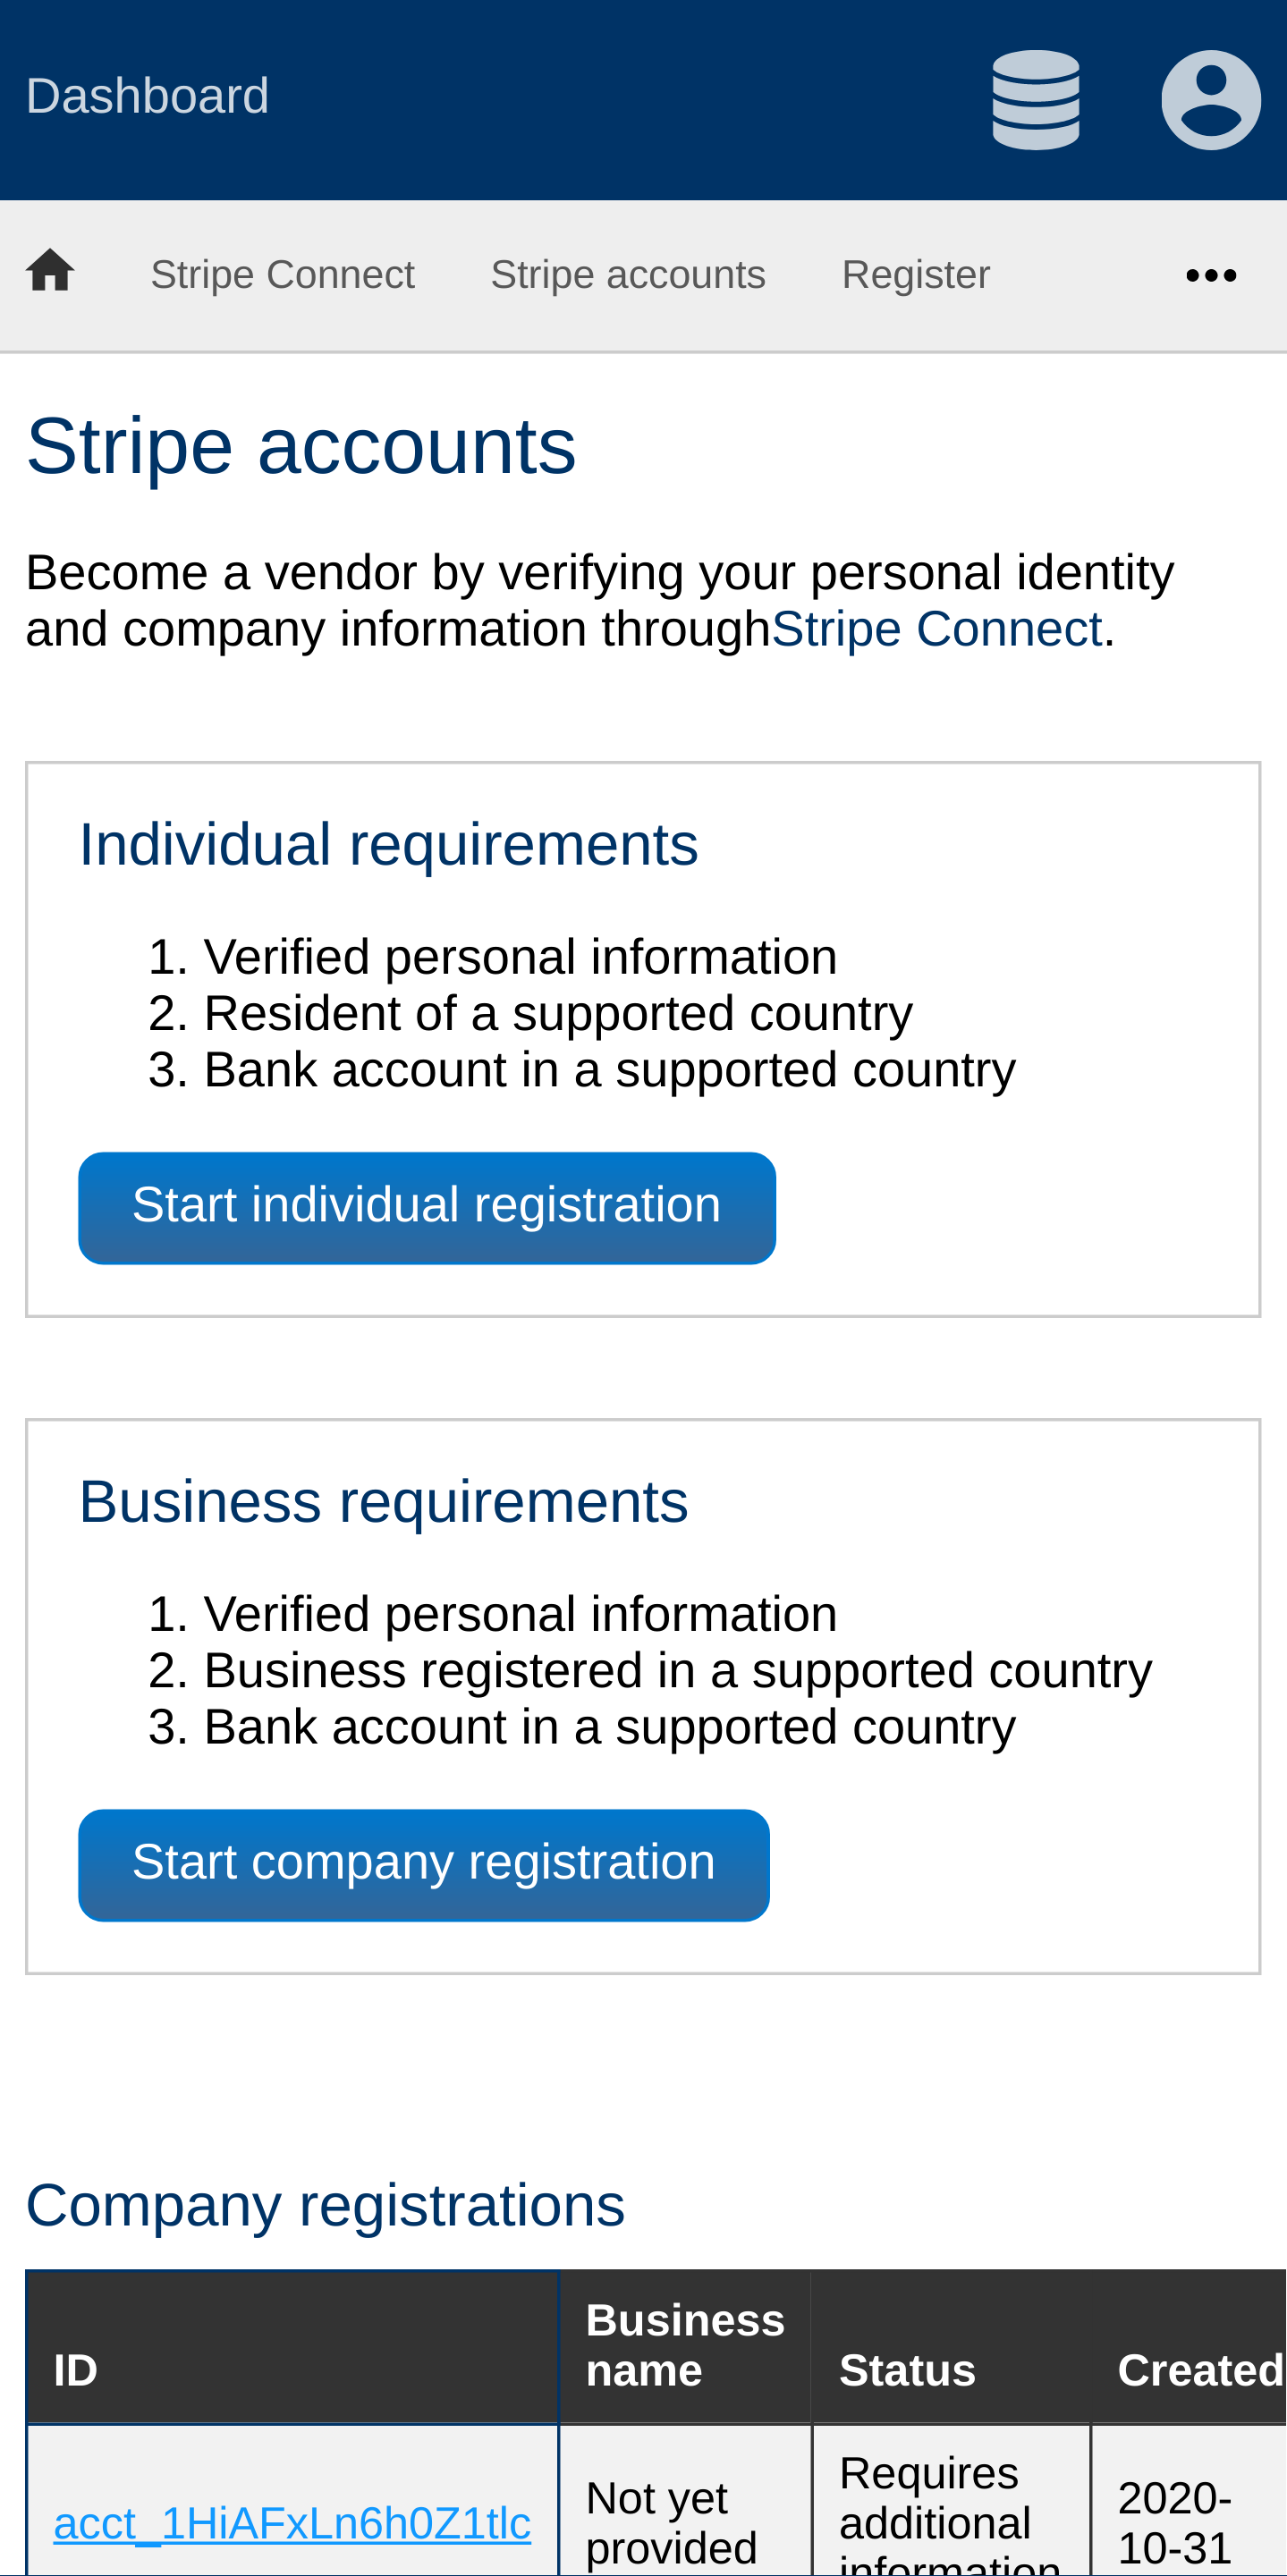 Dashboard
Stripe Connect Stripe accounts Register
Stripe accounts
Become a vendor by verifying your personal identity
and company information throughStripe Connect.
Individual requirements
1. Verified personal information
2. Resident of a supported country
3. Bank account in a supported country
Start individual registration
Business requirements
1. Verified personal information
2. Business registered in a supported country
3. Bank account in a supported country
Start company registration
Company registrations
ID
Business
name
Status
Created
acct_1HiAFxLn6h0Z1tlc
Not yet
provided
Requires
additional
information
2020-
10-31